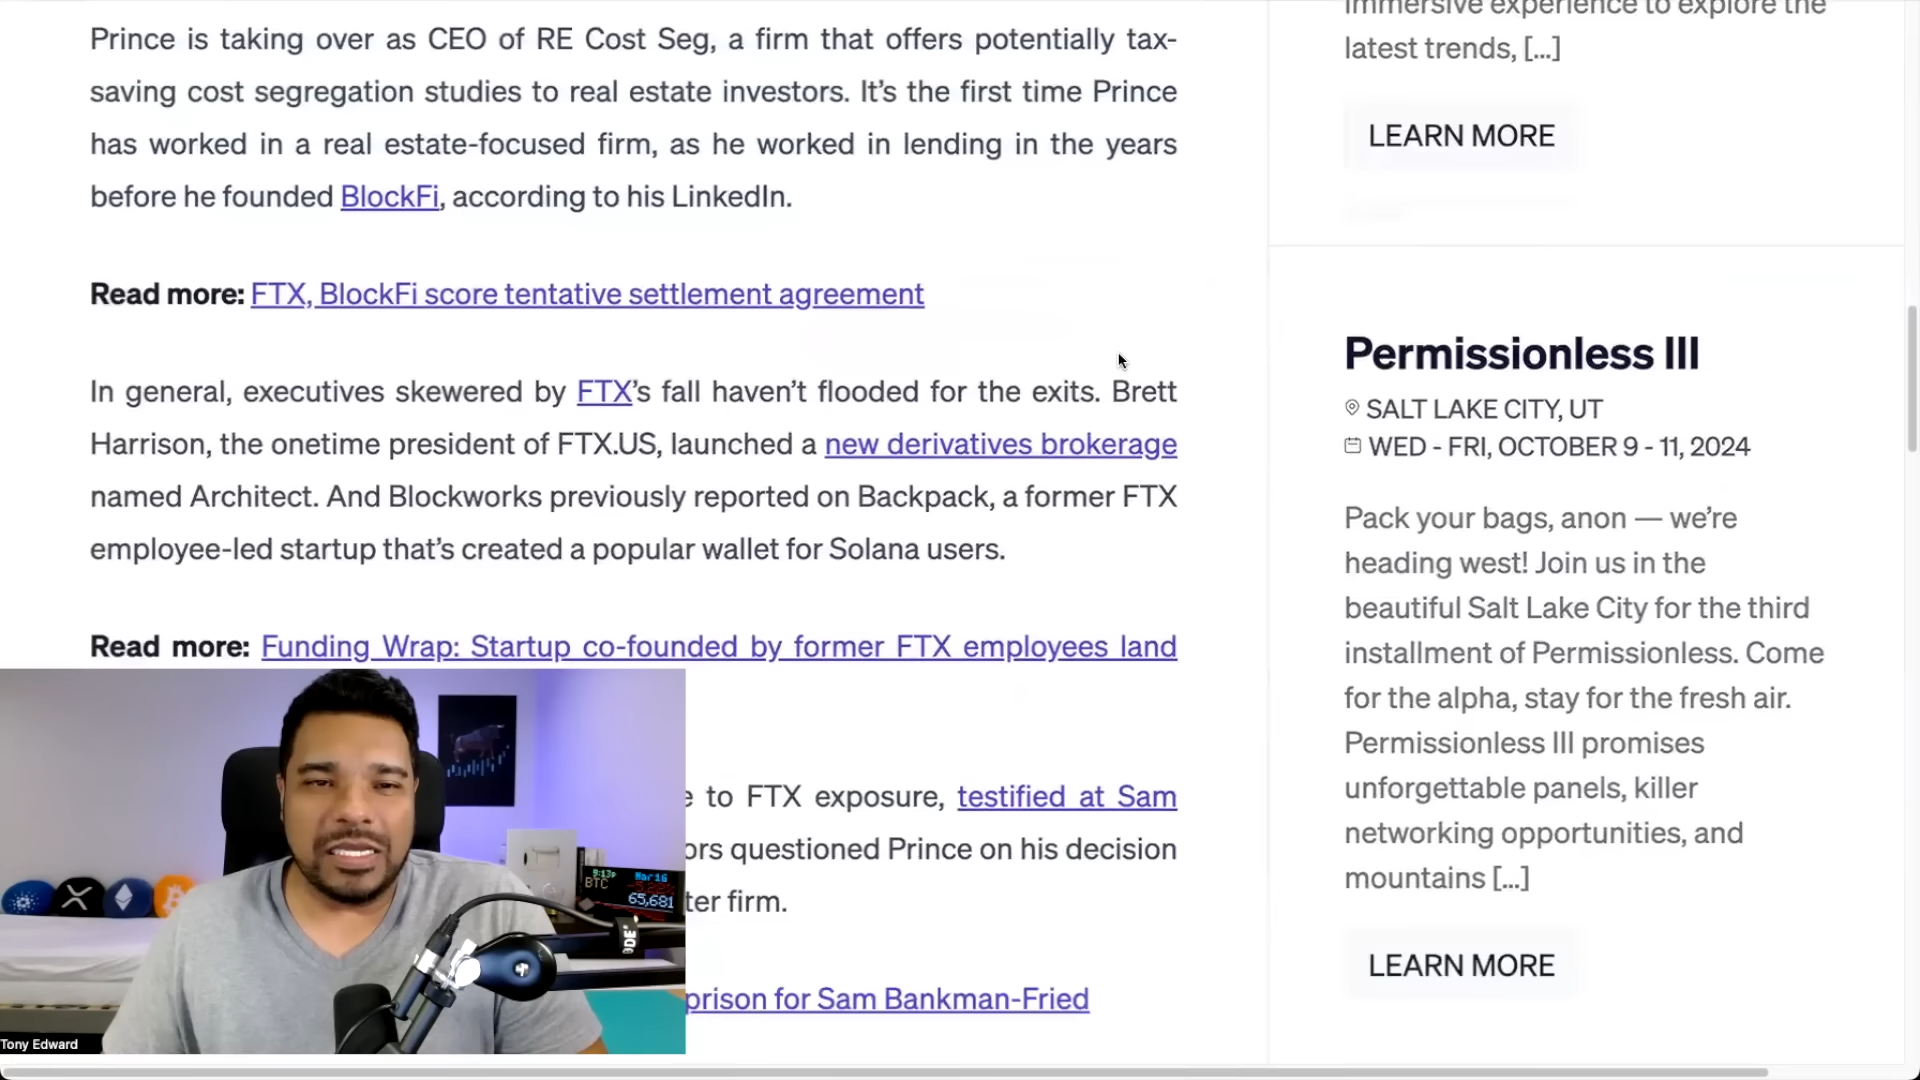 Prince is taking over as CEO of RE Cost Seg, a firm that offers potentially tax-
saving cost segregation studies to real estate investors. It’s the first time Prince
has worked in a real estate-focused firm, as he worked in lending in the years
before he founded BlockFi, according to his LinkedIn.
Read more: FTX, BlockFi score tentative settlement agreement
In general, executives skewered by FTX’s fall haven’t flooded for the exits. Brett
Harrison, the onetime president of FTX.US, launched a new derivatives brokerage
named Architect. And Blockworks previously reported on Backpack, a former FTX
employee-led startup that’s created a popular wallet for Solana users.
Read more: Funding Wrap: Startup co-founded by former FTX employees land
to FTX exposure, testified at Sam
questioned Prince on his decision
firm.
prison for Sam Bankman-Fried
immersive experience to explore the
latest trends, [...]
LEARN MORE
Permissionless III
SALT LAKE CITY, UT
WED - FRI, OCTOBER 9 - 11, 2024
Pack your bags, anon — we’re
heading west! Join us in the
beautiful Salt Lake City for the third
installment of Permissionless. Come
for the alpha, stay for the fresh air.
Permissionless III promises
unforgettable panels, killer
networking opportunities, and
mountains [...]
LEARN MORE
9:13p Mar 16
BTC
65,681
Tony Edward